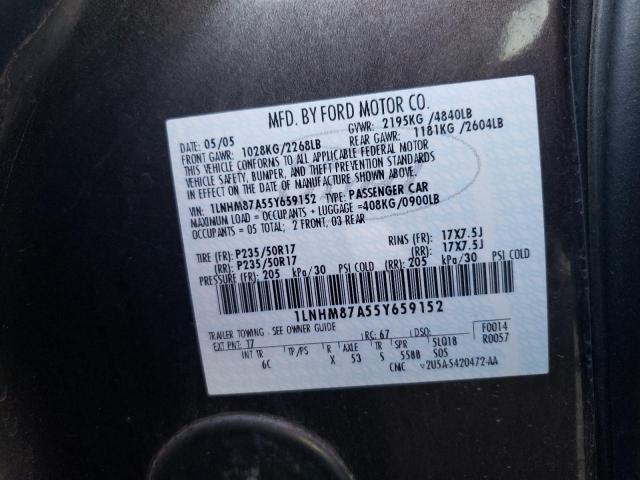 MFD. BY FORD MOTOR CO.
DATE: 05/05 GVWR: 2195KG /4840LB
FRONT GAWR: 1028KG/2268LB REAR GAWR: 1181KG /2604LB
THIS VEHICLE CONFORMS TO ALL APPLICABLE FEDERAL MOTOR
VEHICLE SAFETY, BUMPER, AND THEFT PREVENTION STANDARDS
IN EFFECT ON THE DATE OF MANUFACTURE SHOWN ABOVE.
VIN: 1LNHM87A55Y659152 TYPE: PASSENGER CAR
MAXIMUM LOAD = OCCUPANTS + LUGGAGE =408KG/0900LB
OCCUPANTS = 05 TOTAL; 2 FRONT, 03 REAR
TIRE (FR): P235/50R17 RIMS (FR): 17X7.5J
(RR): P235/50R17 (RR): 17X7.5J
PRESSURE (FR): 205 kPa/30 PSI COLD (RR): 205 kPa/30 PSI COLD
1LNHM87A55Y659152
TRAILER TOWING - SEE OWNER GUIDE
EXT PNT: T7 RC: 67 DSO: F0014
INT TR TP/PS R AXLE TR SPR 5LQ18 R0057
6C X 53 S 5588 S05
CMC v2U5A-5420472-AA